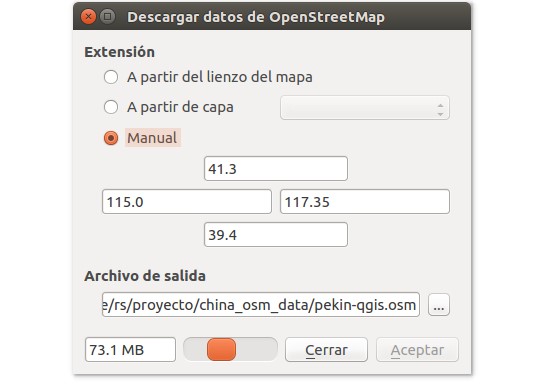 Descargar datos de OpenStreetMap
Extensión
A partir del lienzo del mapa
A partir de capa
Manual
41.3
115.0 117.35
39.4
Archivo de salida
e/rs/proyecto/china_osm_data/pekin-qgis.osm ...
73.1 MB Cerrar Aceptar